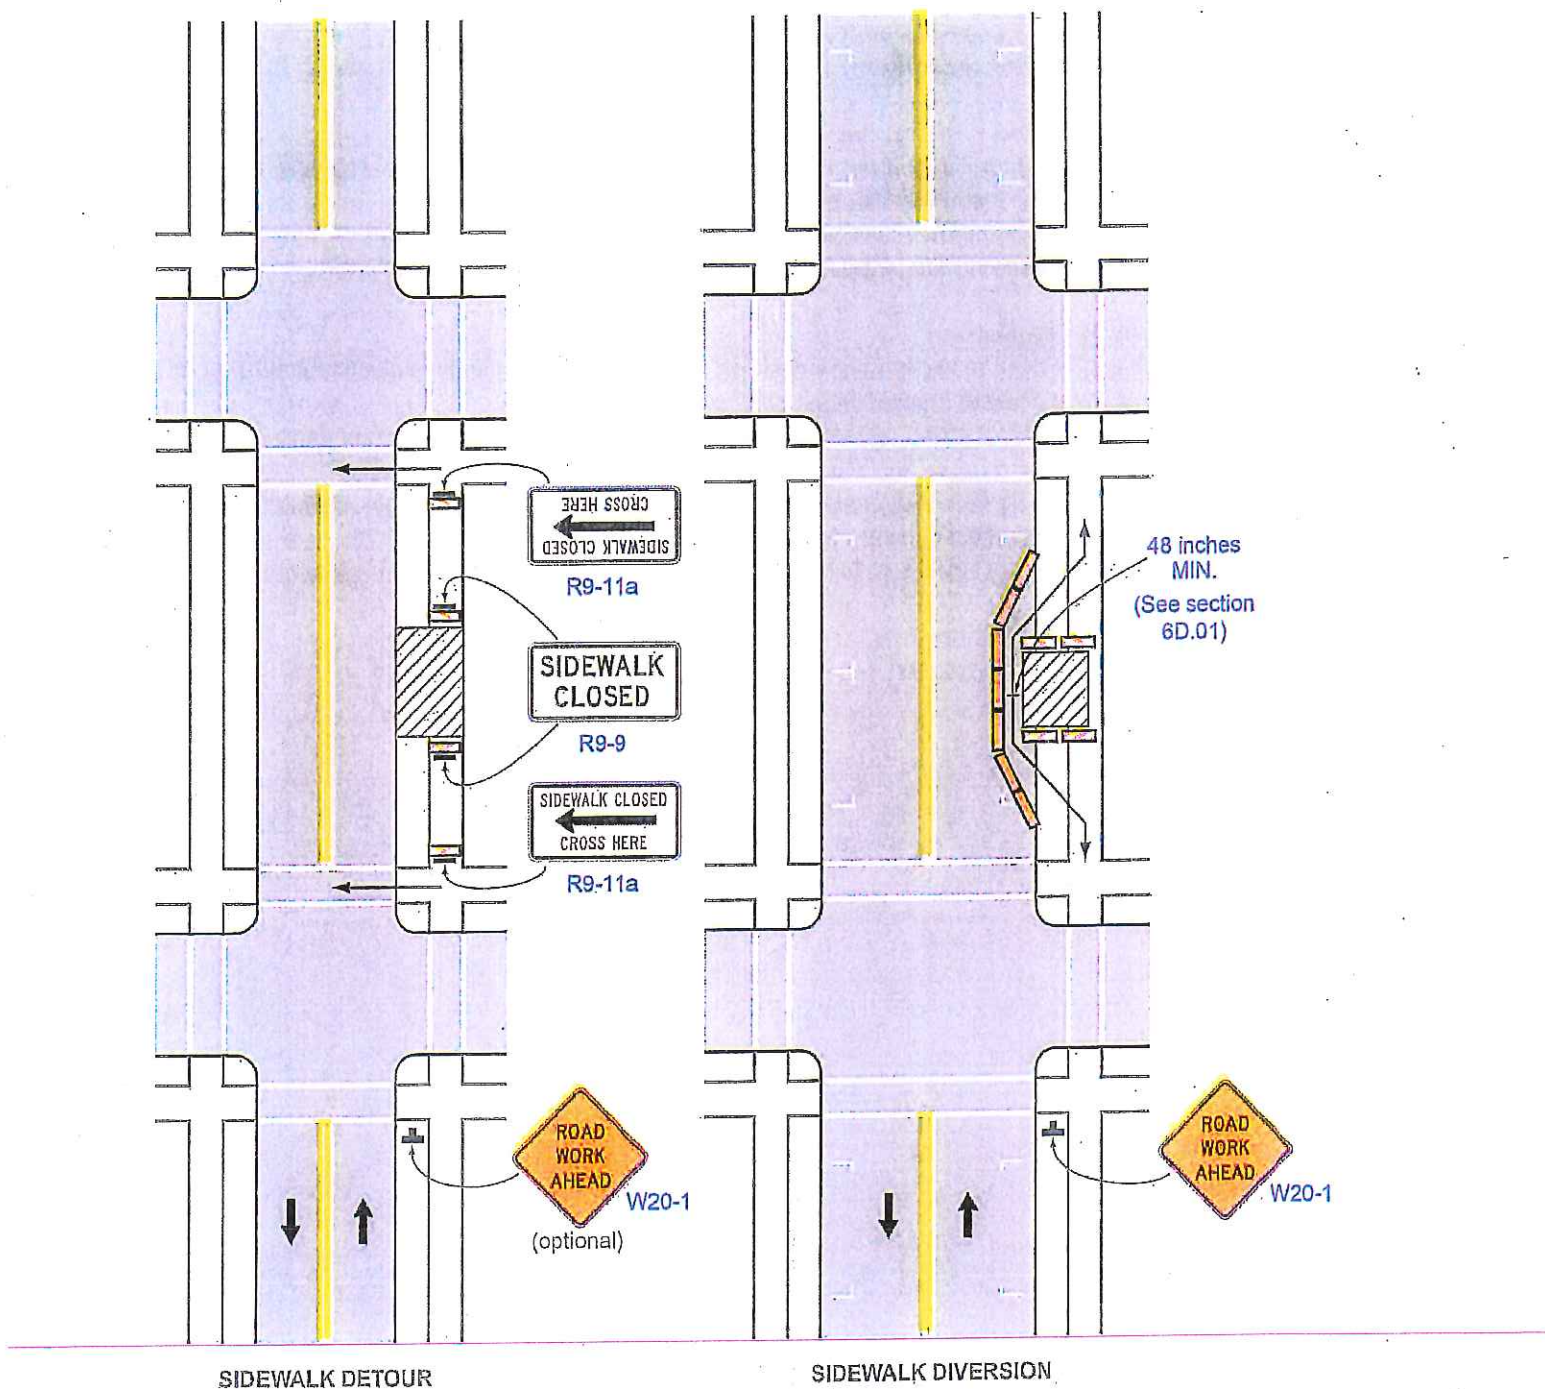 CROSS HERE
SIDEWALK CLOSED
R9-11a
SIDEWALK
CLOSED
R9-9
SIDEWALK CLOSED
CROSS HERE
R9-11a
ROAD
WORK
AHEAD
W20-1
(optional)
SIDEWALK DETOUR
48 inches
MIN.
(See section
6D.01)
ROAD
WORK
AHEAD
W20-1
SIDEWALK DIVERSION